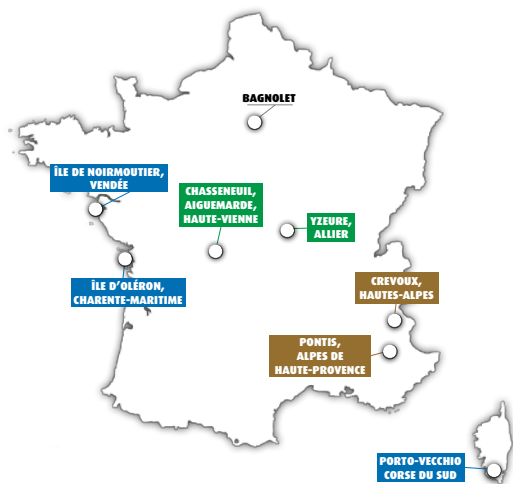 BAGNOLET
ÎLE DE NOIRMOUTIER,
VENDÉE
CHASSENEUIL,
AIGUEMARDE,
HAUTE-VIENNE
YZEURE,
ALLIER
ÎLE D'OLÉRON,
CHARENTE-MARITIME
CREVOUX,
HAUTES-ALPES
PONTIS,
ALPES DE
HAUTE-PROVENCE
PORTO-VECCHIO
CORSE DU SUD